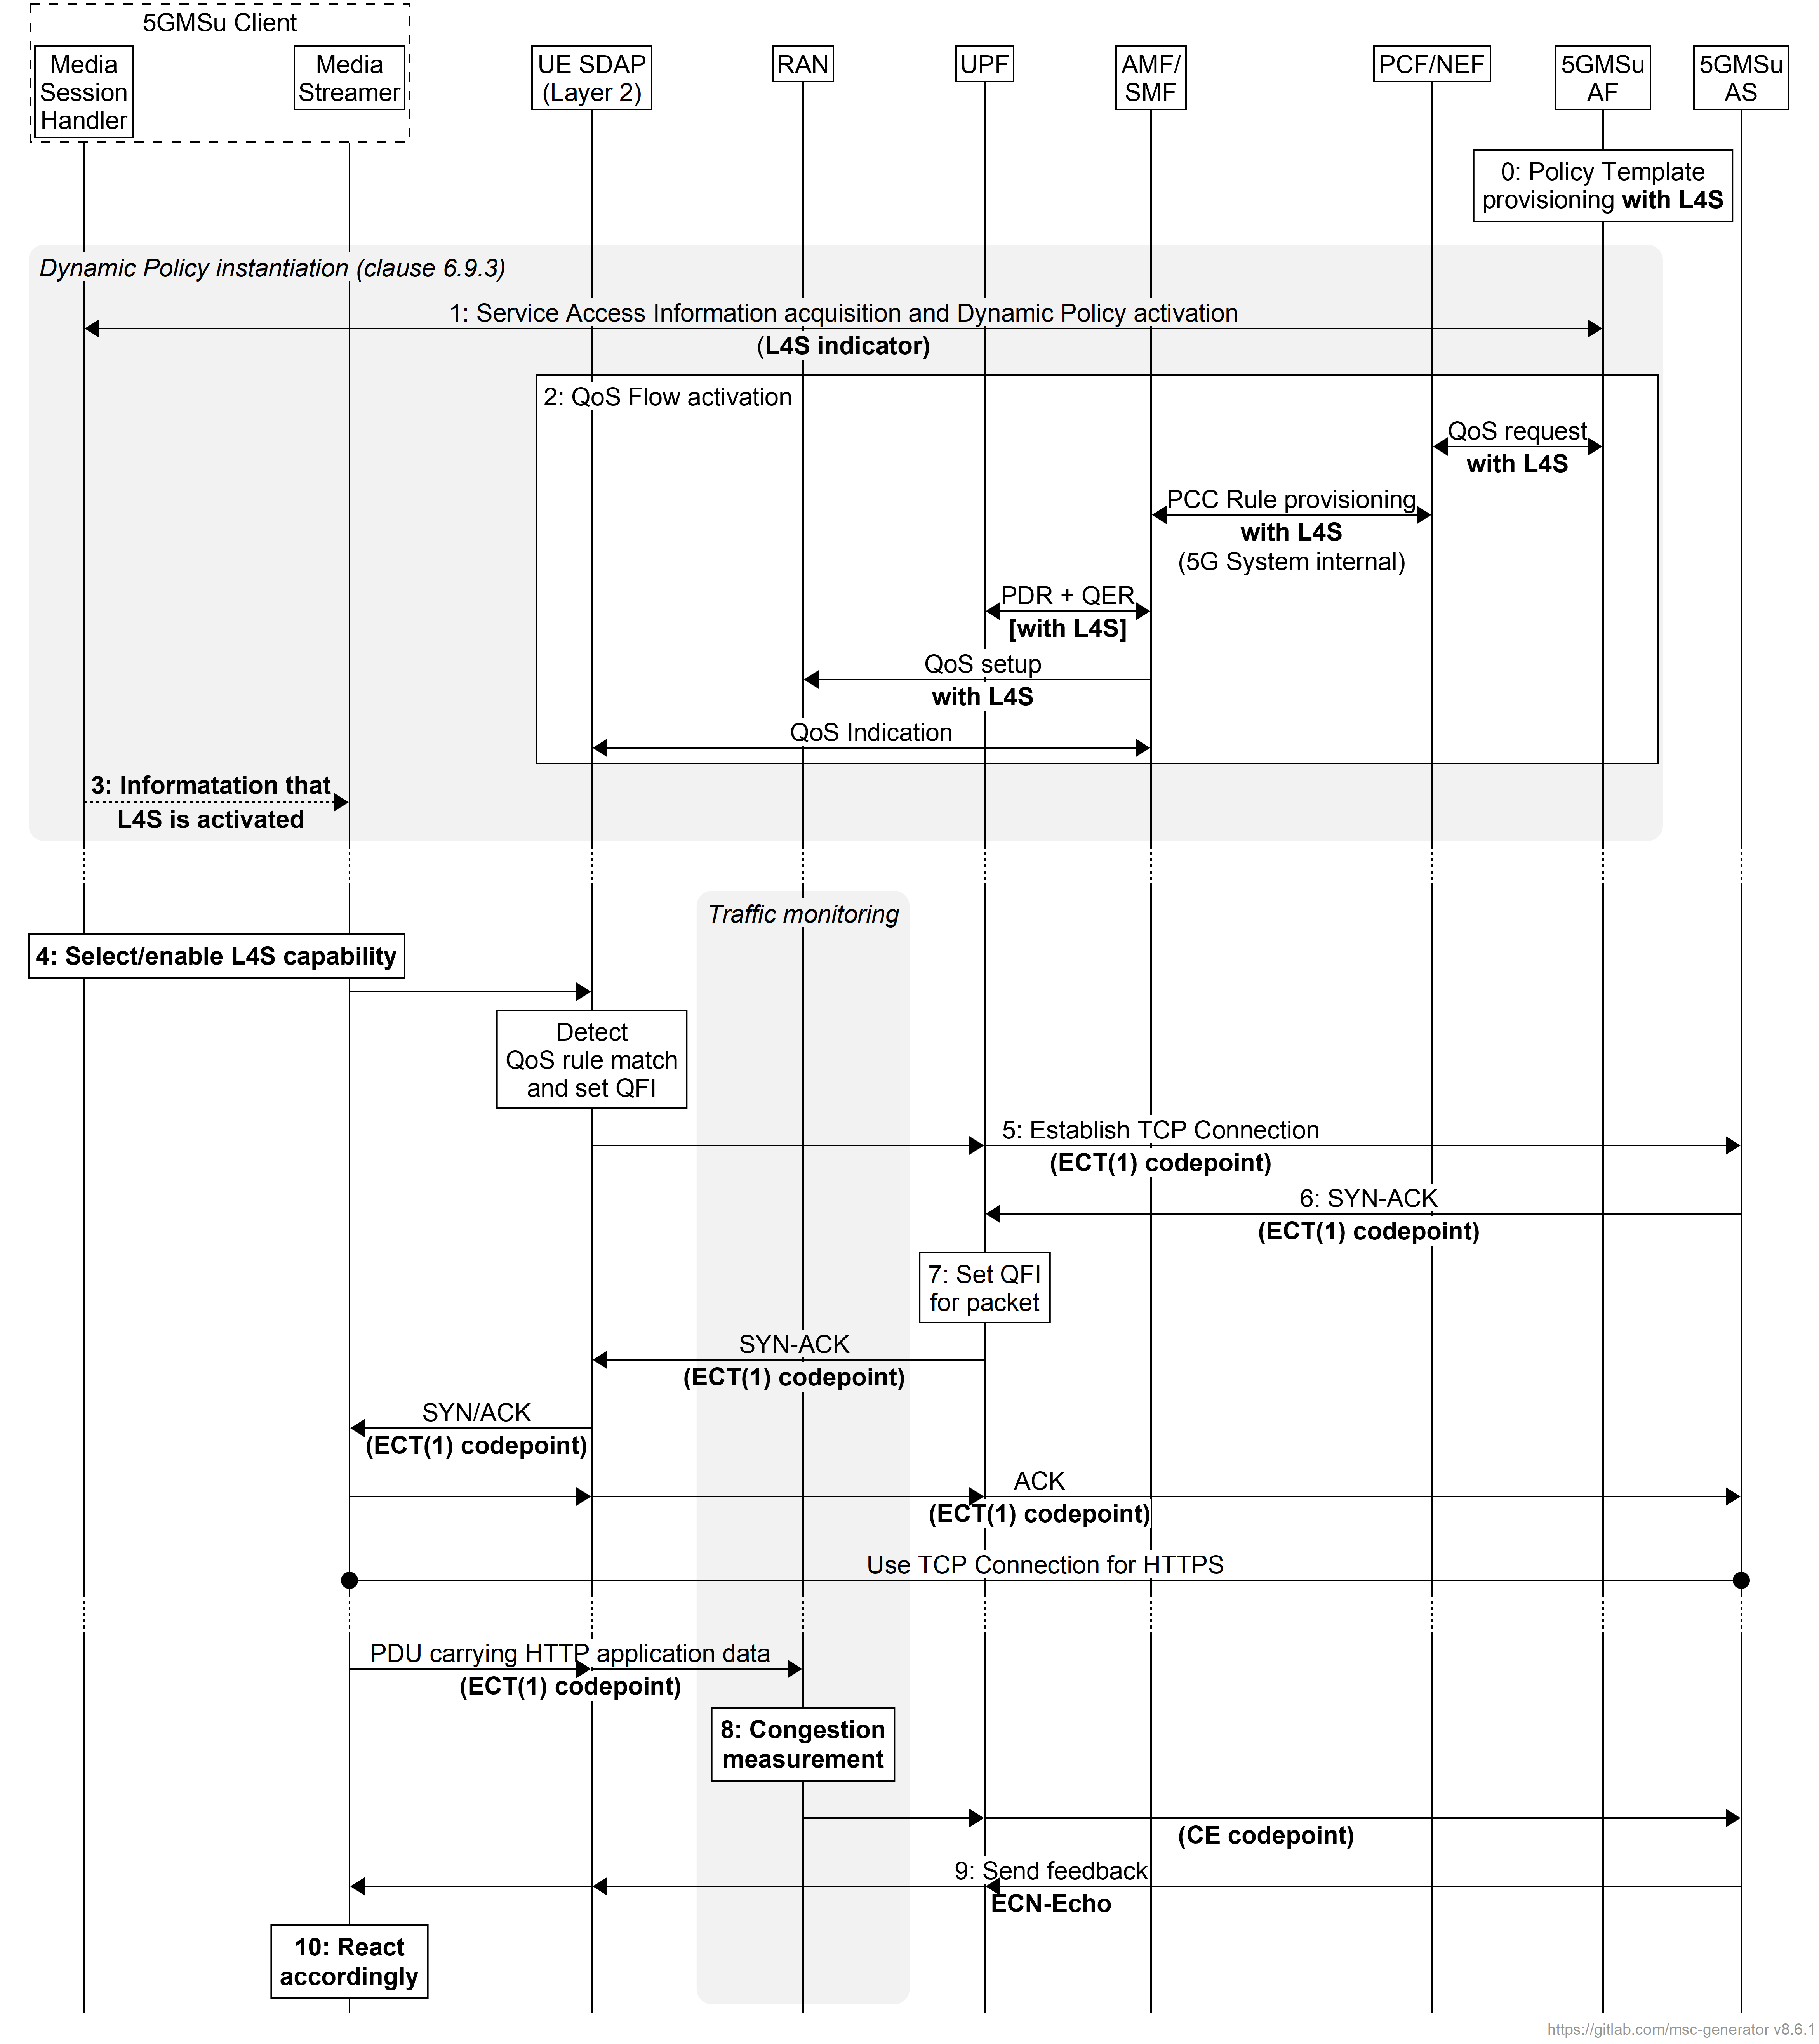 5GMSu Client
Media
Session
Handler
Media
Streamer
UE SDAP
(Layer 2)
RAN
UPF
AMF/
SMF
PCF/NEF
5GMSu
AF
5GMSu
AS
0: Policy Template
provisioning with L4S
Dynamic Policy instantiation (clause 6.9.3)
1: Service Access Information acquisition and Dynamic Policy activation
(L4S indicator)
2: QoS Flow activation
QoS request
with L4S
PCC Rule provisioning
with L4S
(5G System internal)
PDR + QER
[with L4S]
QoS setup
with L4S
QoS Indication
3: Informatation that
L4S is activated
Traffic monitoring
4: Select/enable L4S capability
Detect
QoS rule match
and set QFI
5: Establish TCP Connection
(ECT(1) codepoint)
6: SYN-ACK
(ECT(1) codepoint)
7: Set QFI
for packet
SYN-ACK
(ECT(1) codepoint)
SYN/ACK
(ECT(1) codepoint)
ACK
(ECT(1) codepoint)
Use TCP Connection for HTTPS
PDU carrying HTTP application data
(ECT(1) codepoint)
8: Congestion
measurement
(CE codepoint)
9: Send feedback
ECN-Echo
10: React
accordingly
https://gitlab.com/msc-generator v8.6.1